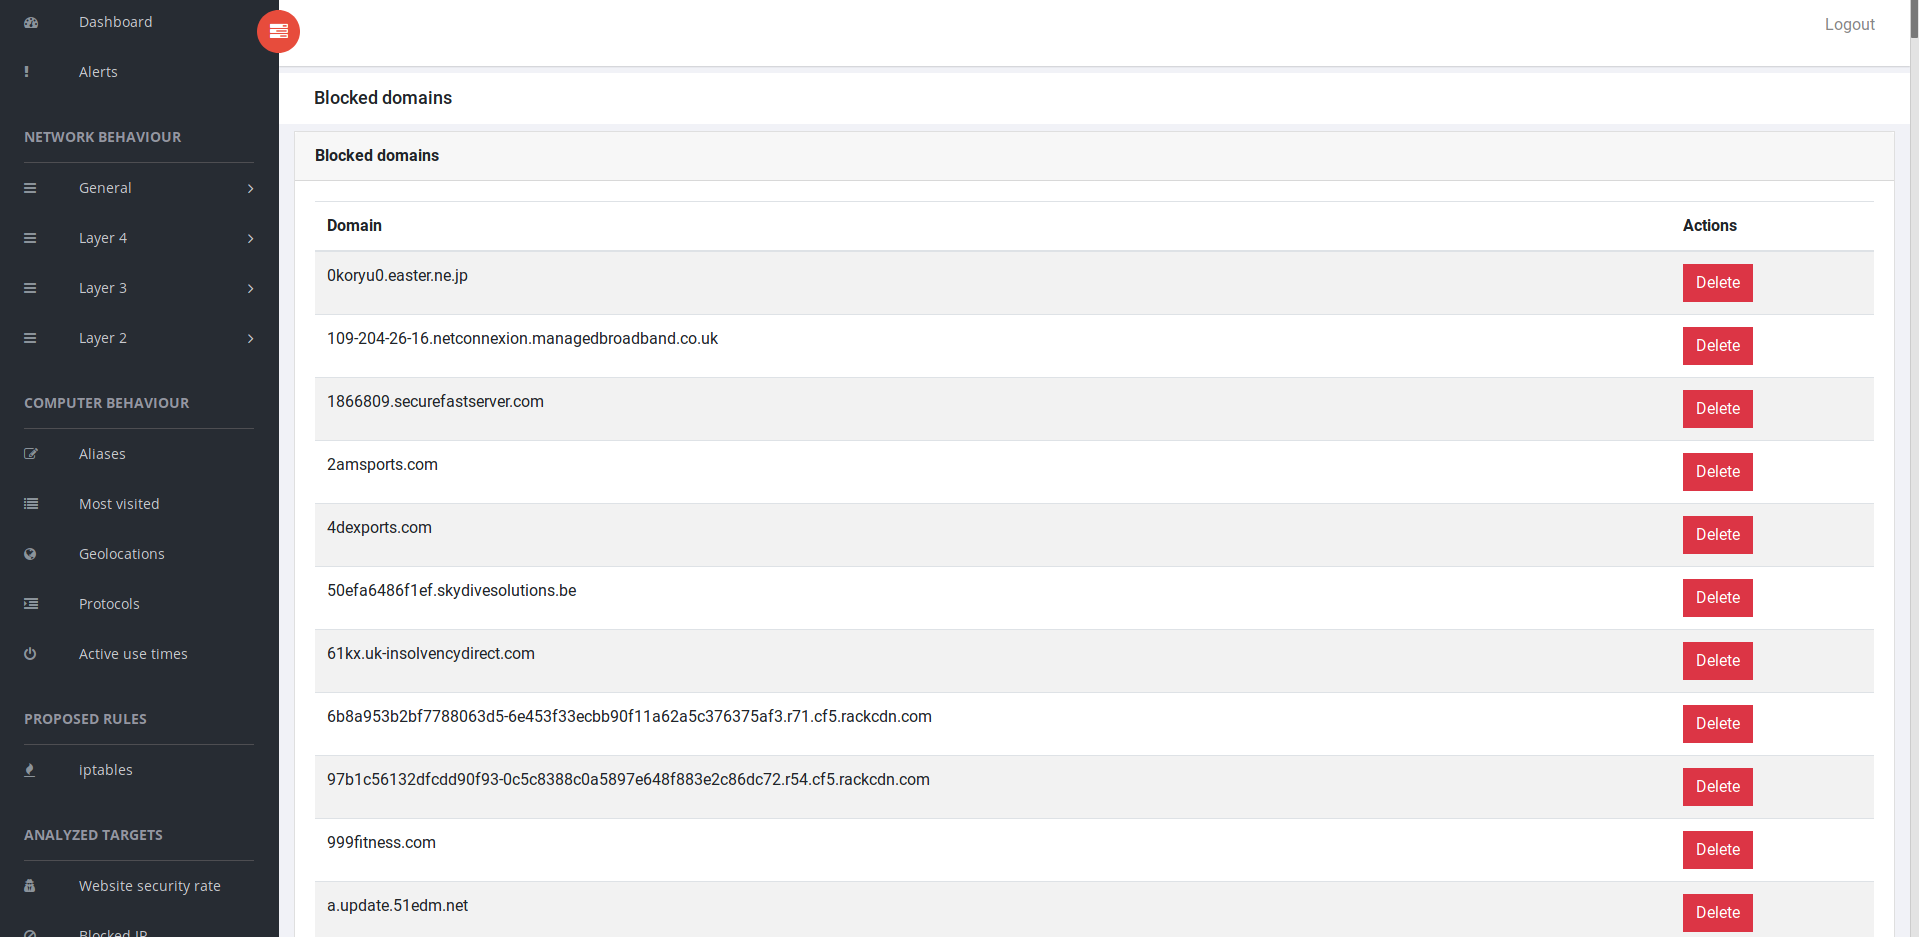 Dashboard
Alerts
NETWORK BEHAVIOUR
General
Layer 4
Layer 3
Layer 2
COMPUTER BEHAVIOUR
Aliases
Most visited
Geolocations
Protocols
Active use times
PROPOSED RULES
iptables
ANALYZED TARGETS
Website security rate
Blocked IP
Logout
Blocked domains
Blocked domains
Domain Actions
0koryu0.easter.ne.jp Delete
109-204-26-16.netconnexion.managedbroadband.co.uk Delete
1866809.securefastserver.com Delete
2amsports.com Delete
4dexports.com Delete
50efa6486f1ef.skydivesolutions.be Delete
61kx.uk-insolvencydirect.com Delete
6b8a953b2bf7788063d5-6e453f33ecbb90f11a62a5c376375af3.r71.cf5.rackcdn.com Delete
97b1c56132dfcdd90f93-0c5c8388c0a5897e648f883e2c86dc72.r54.cf5.rackcdn.com Delete
999fitness.com Delete
a.update.51edm.net Delete